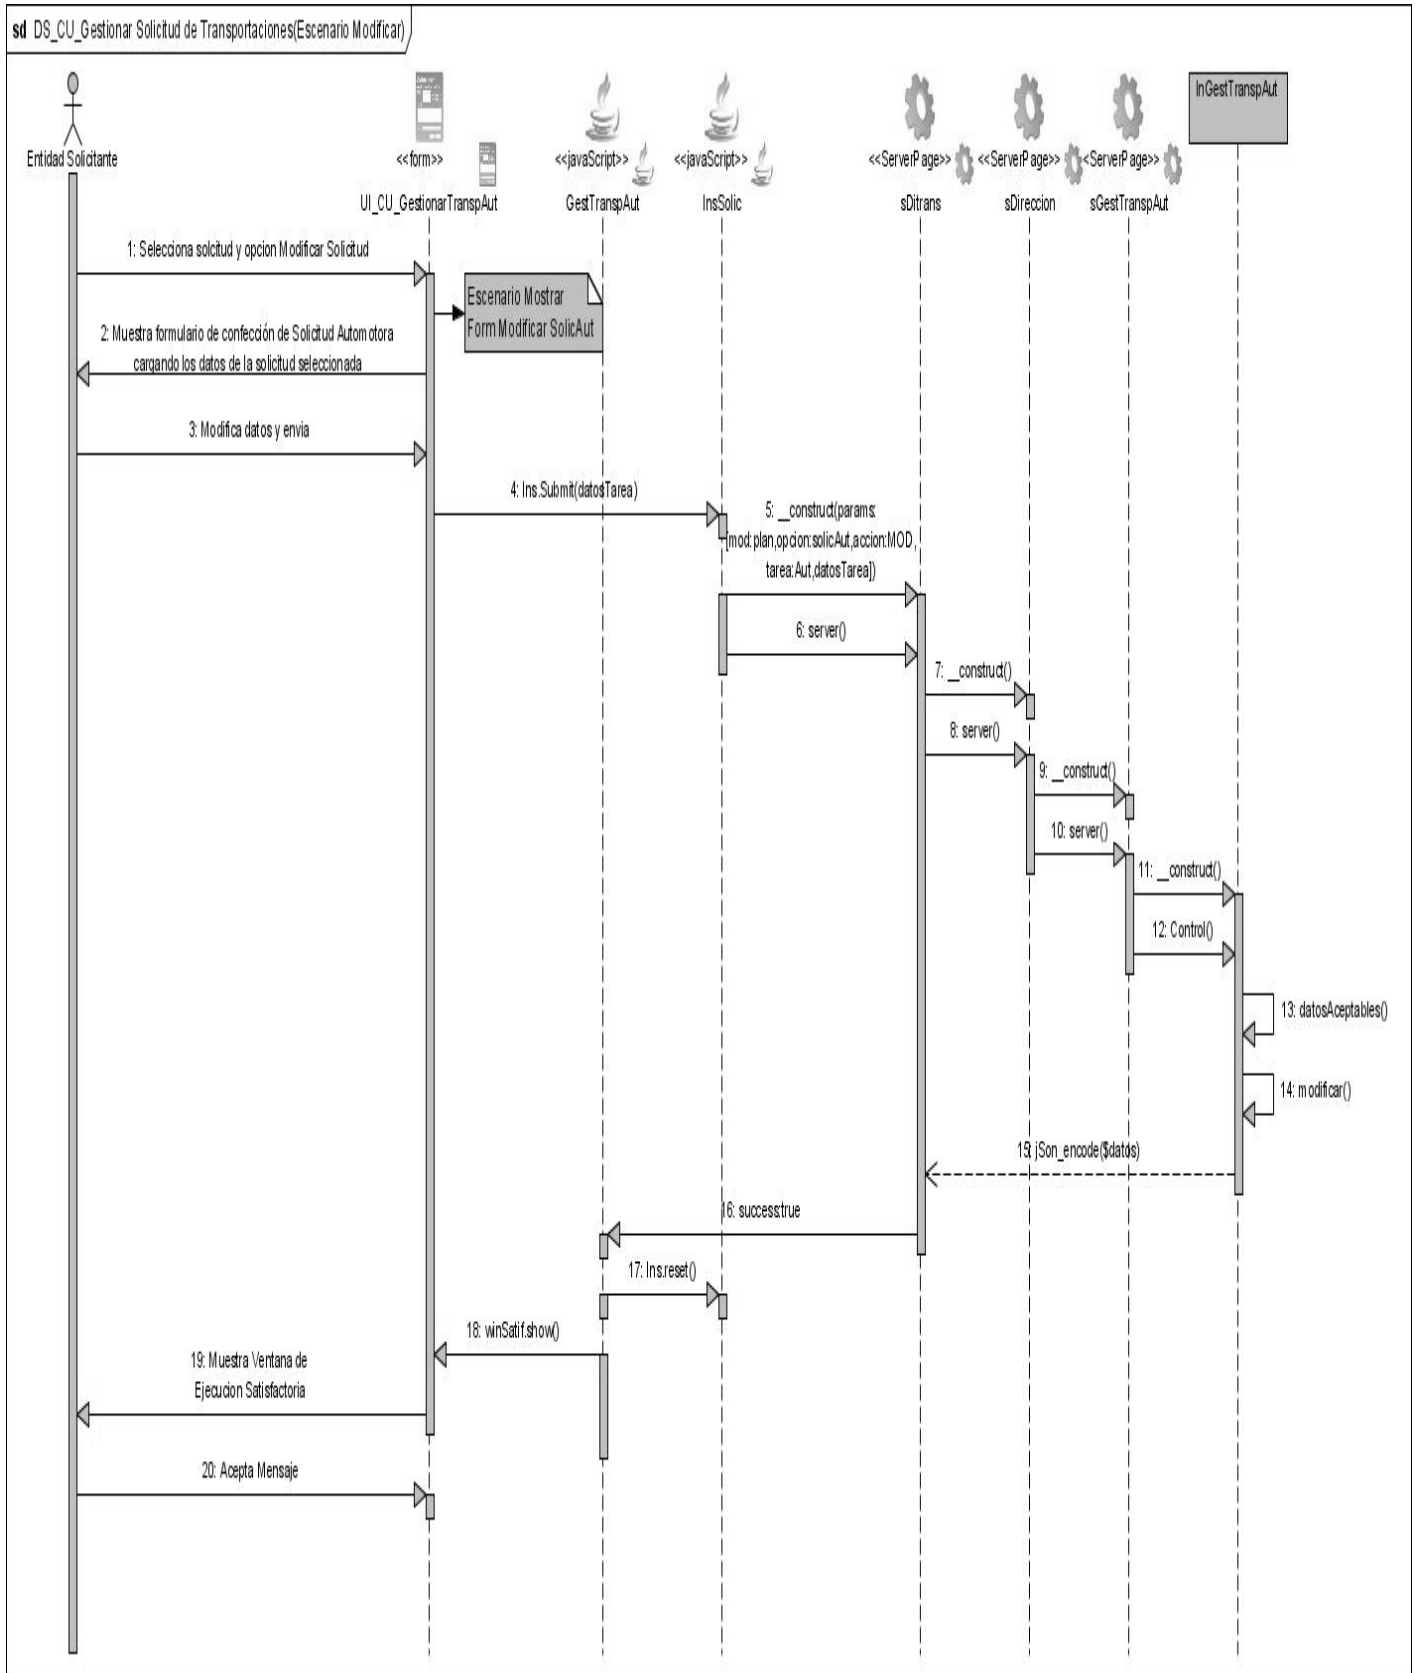 sd DS_CU_Gestionar Solicitud de Transportaciones(Escenario Modificar)
InGestTranspAut
Entidad Solicitante
<<form>>
<<javaScript>>
<<javaScript>>
<<ServerPage>>
<<ServerPage>>
<ServerPage>>
UI_CU_GestionarTranspAut
GestTranspAut
InsSolic
sDitrans
sDireccion
sGestTranspAut
1: Selecciona solcitud y opcion Modificar Solicitud
Escenario Mostrar
Form Modificar SolicAut
2: Muestra formulario de confección de Solicitud Automotora
cargando los datos de la solicitud seleccionada
3: Modifica datos y envia
4: Ins.Submit(datosTarea)
5: __construct(params:
[mod:plan,opcion:solicAut,accion:MOD,
tarea:Aut,datosTarea])
6: server()
7: __construct()
8: server()
9: __construct()
10: server()
11: __construct()
12: Control()
13: datosAceptables()
14: modificar()
15: jSon_encode($datos)
16: success:true
17: Ins.reset()
18: winSatif.show()
19: Muestra Ventana de
Ejecucion Satisfactoria
20: Acepta Mensaje